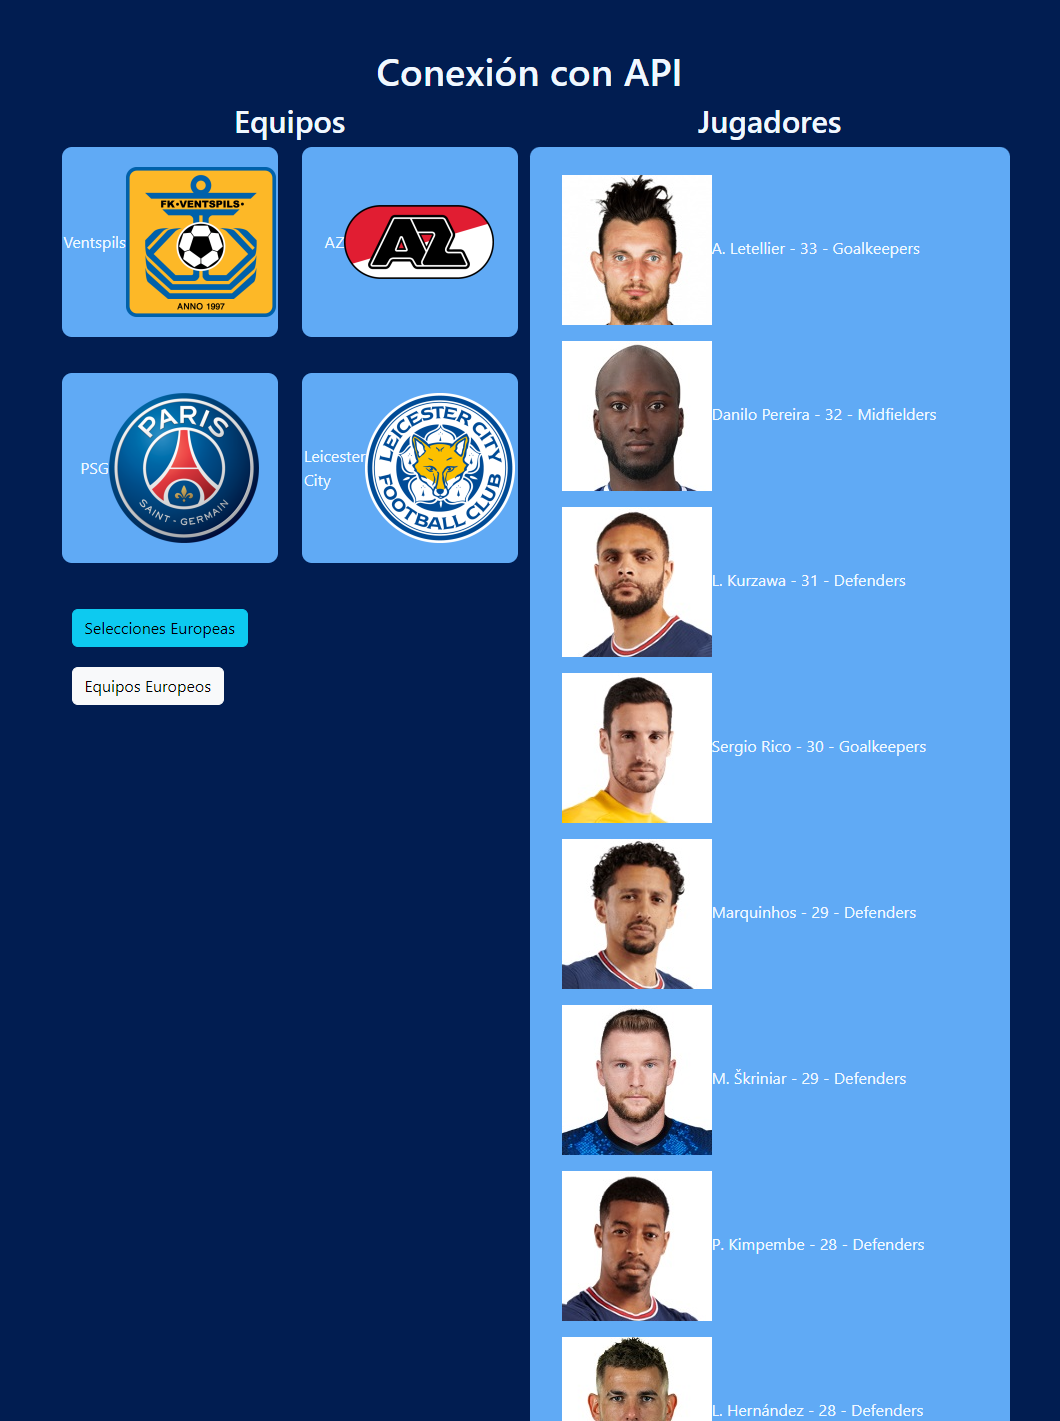 Conexión con API
Equipos
Jugadores
Ventspils
FK·VENTSPILS·
ANNO 1997
AZ
AZ
PSG
PARIS
SAINT - GERMAIN
Leicester
City
LEICESTER CITY
FOOTBALL CLUB
Selecciones Europeas
Equipos Europeos
A. Letellier - 33 - Goalkeepers
Danilo Pereira - 32 - Midfielders
L. Kurzawa - 31 - Defenders
Sergio Rico - 30 - Goalkeepers
Marquinhos - 29 - Defenders
M. Škriniar - 29 - Defenders
P. Kimpembe - 28 - Defenders
L. Hernández - 28 - Defenders